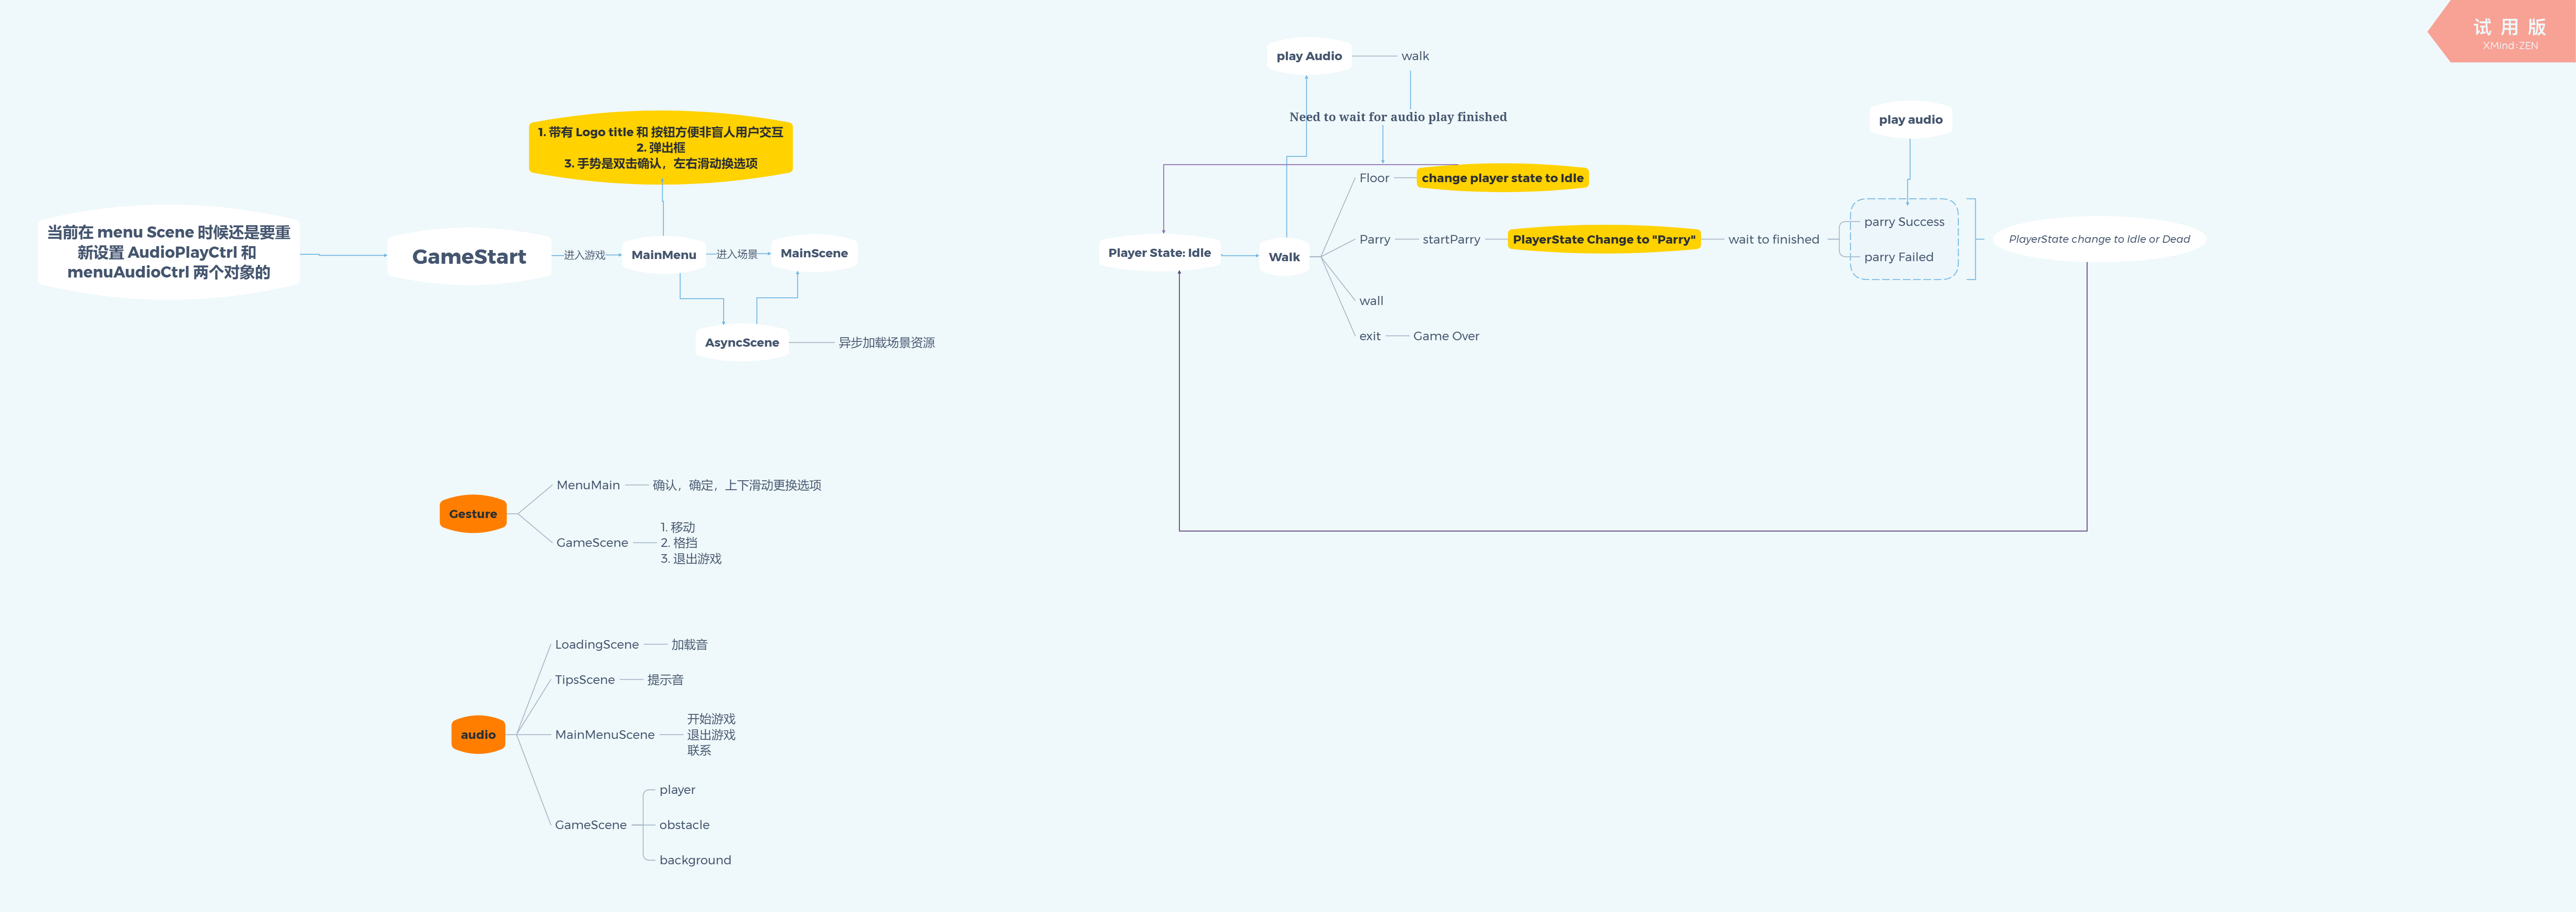 试 用 版
XMind:ZEN
play Audio
walk
Need to wait for audio play finished
play audio
1. 带有 Logo title 和 按钮方便非盲人用户交互
2. 弹出框
3. 手势是双击确认，左右滑动换选项
当前在 menu Scene 时候还是要重
新设置 AudioPlayCtrl 和
menuAudioCtrl 两个对象的
GameStart
进入游戏
MainMenu
进入场景
MainScene
AsyncScene
异步加载场景资源
Player State: Idle
Walk
Floor
change player state to Idle
Parry
startParry
PlayerState Change to "Parry"
wait to finished
parry Success
parry Failed
PlayerState change to Idle or Dead
wall
exit
Game Over
Gesture
MenuMain
确认，确定，上下滑动更换选项
GameScene
1. 移动
2. 格挡
3. 退出游戏
audio
LoadingScene
加载音
TipsScene
提示音
MainMenuScene
开始游戏
退出游戏
联系
GameScene
player
obstacle
background